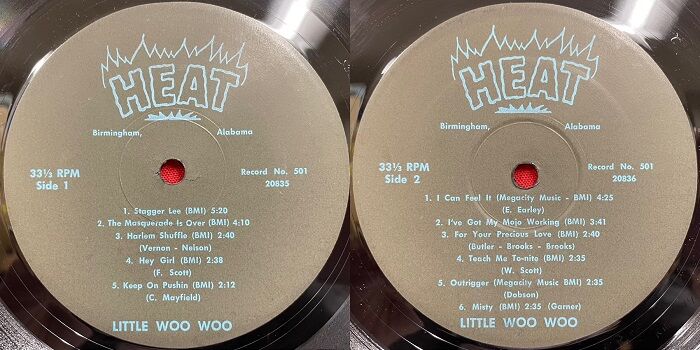 HEAT
Birmingham, Alabama
33⅓ RPM
Side 1
Record No. 501
20835
1. Stagger Lee (BMI) 5:20
2. The Masquerade Is Over (BMI) 4:10
3. Harlem Shuffle (BMI) 2:40
(Vernon - Nelson)
4. Hey Girl (BMI) 2:38
(F. Scott)
5. Keep On Pushin (BMI) 2:12
(C. Mayfield)
LITTLE WOO WOO
HEAT
Birmingham, Alabama
33⅓ RPM
Side 2
Record No. 501
20836
1. I Can Feel It (Megacity Music - BMI) 4:25
(E. Earley)
2. I've Got My Mojo Working (BMI) 3:41
3. For Your Precious Love (BMI) 2:40
(Butler - Brooks - Brooks)
4. Teach Me To-nite (BMI) 2:35
(W. Scott)
5. Outrigger (Megacity Music BMI) 2:35
(Dobson)
6. Misty (BMI) 2:35 (Garner)
LITTLE WOO WOO